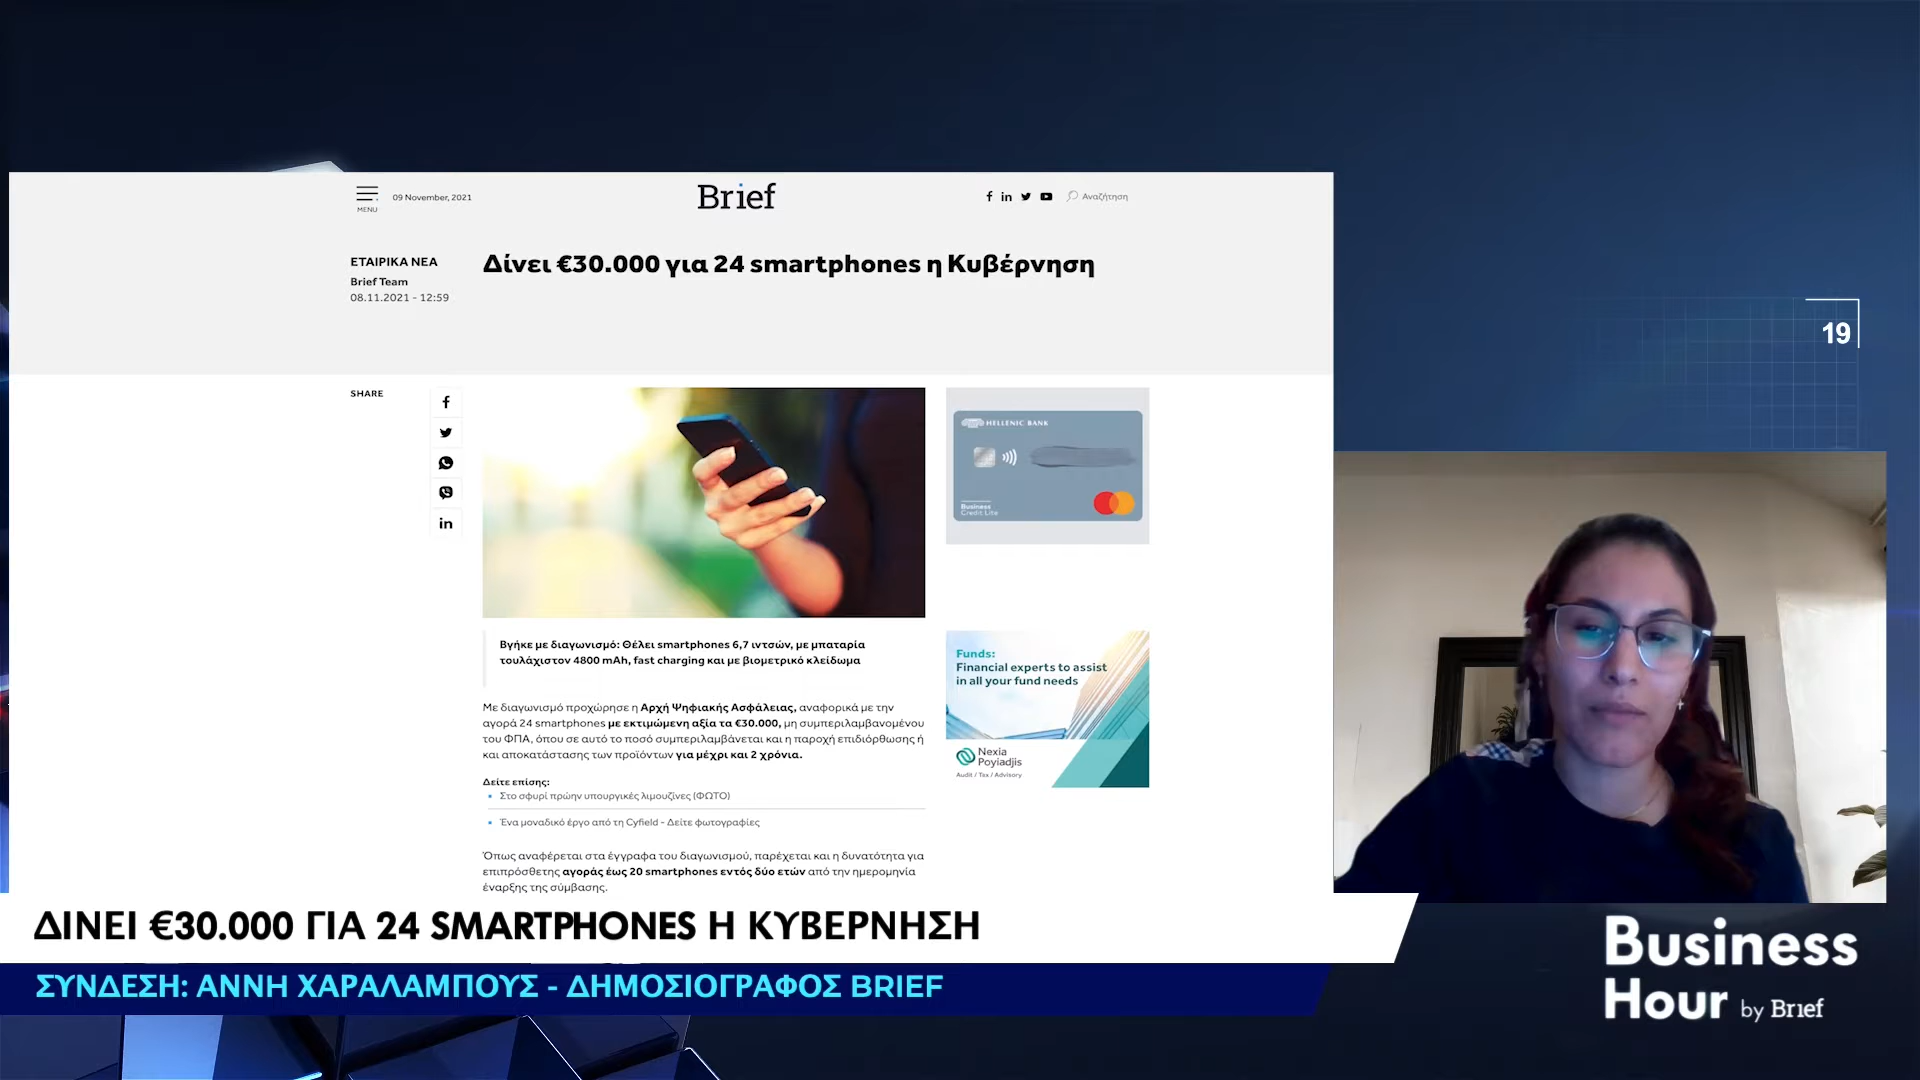 MENU
09 November, 2021
Brief
Αναζήτηση
ΕΤΑΙΡΙΚΑ ΝΕΑ
Brief Team
08.11.2021 - 12:59
Δίνει €30.000 για 24 smartphones η Κυβέρνηση
19
SHARE
HELLENIC BANK
Business
Credit Lite
Βγήκε με διαγωνισμό: Θέλει smartphones 6,7 ιντσών, με μπαταρία
τουλάχιστον 4800 mAh, fast charging και με βιομετρικό κλείδωμα
Με διαγωνισμό προχώρησε η Αρχή Ψηφιακής Ασφάλειας, αναφορικά με την
αγορά 24 smartphones με εκτιμώμενη αξία τα €30.000, μη συμπεριλαμβανομένου
του ΦΠΑ, όπου σε αυτό το ποσό συμπεριλαμβάνεται και η παροχή επιδιόρθωσης ή
και αποκατάστασης των προϊόντων για μέχρι και 2 χρόνια.
Δείτε επίσης:
Στο σφυρί πρώην υπουργικές λιμουζίνες (ΦΩΤΟ)
Ένα μοναδικό έργο από τη Cyfield - Δείτε φωτογραφίες
Όπως αναφέρεται στα έγγραφα του διαγωνισμού, παρέχεται και η δυνατότητα για
επιπρόσθετης αγοράς έως 20 smartphones εντός δύο ετών από την ημερομηνία
έναρξης της σύμβασης.
Funds:
Financial experts to assist
in all your fund needs
Nexia
Poyiadjis
Audit / Tax / Advisory
ΔΙΝΕΙ €30.000 ΓΙΑ 24 SMARTPHONES Η ΚΥΒΕΡΝΗΣΗ
ΣΥΝΔΕΣΗ: ΑΝΝΗ ΧΑΡΑΛΑΜΠΟΥΣ - ΔΗΜΟΣΙΟΓΡΑΦΟΣ BRIEF
Business
Hour by Brief